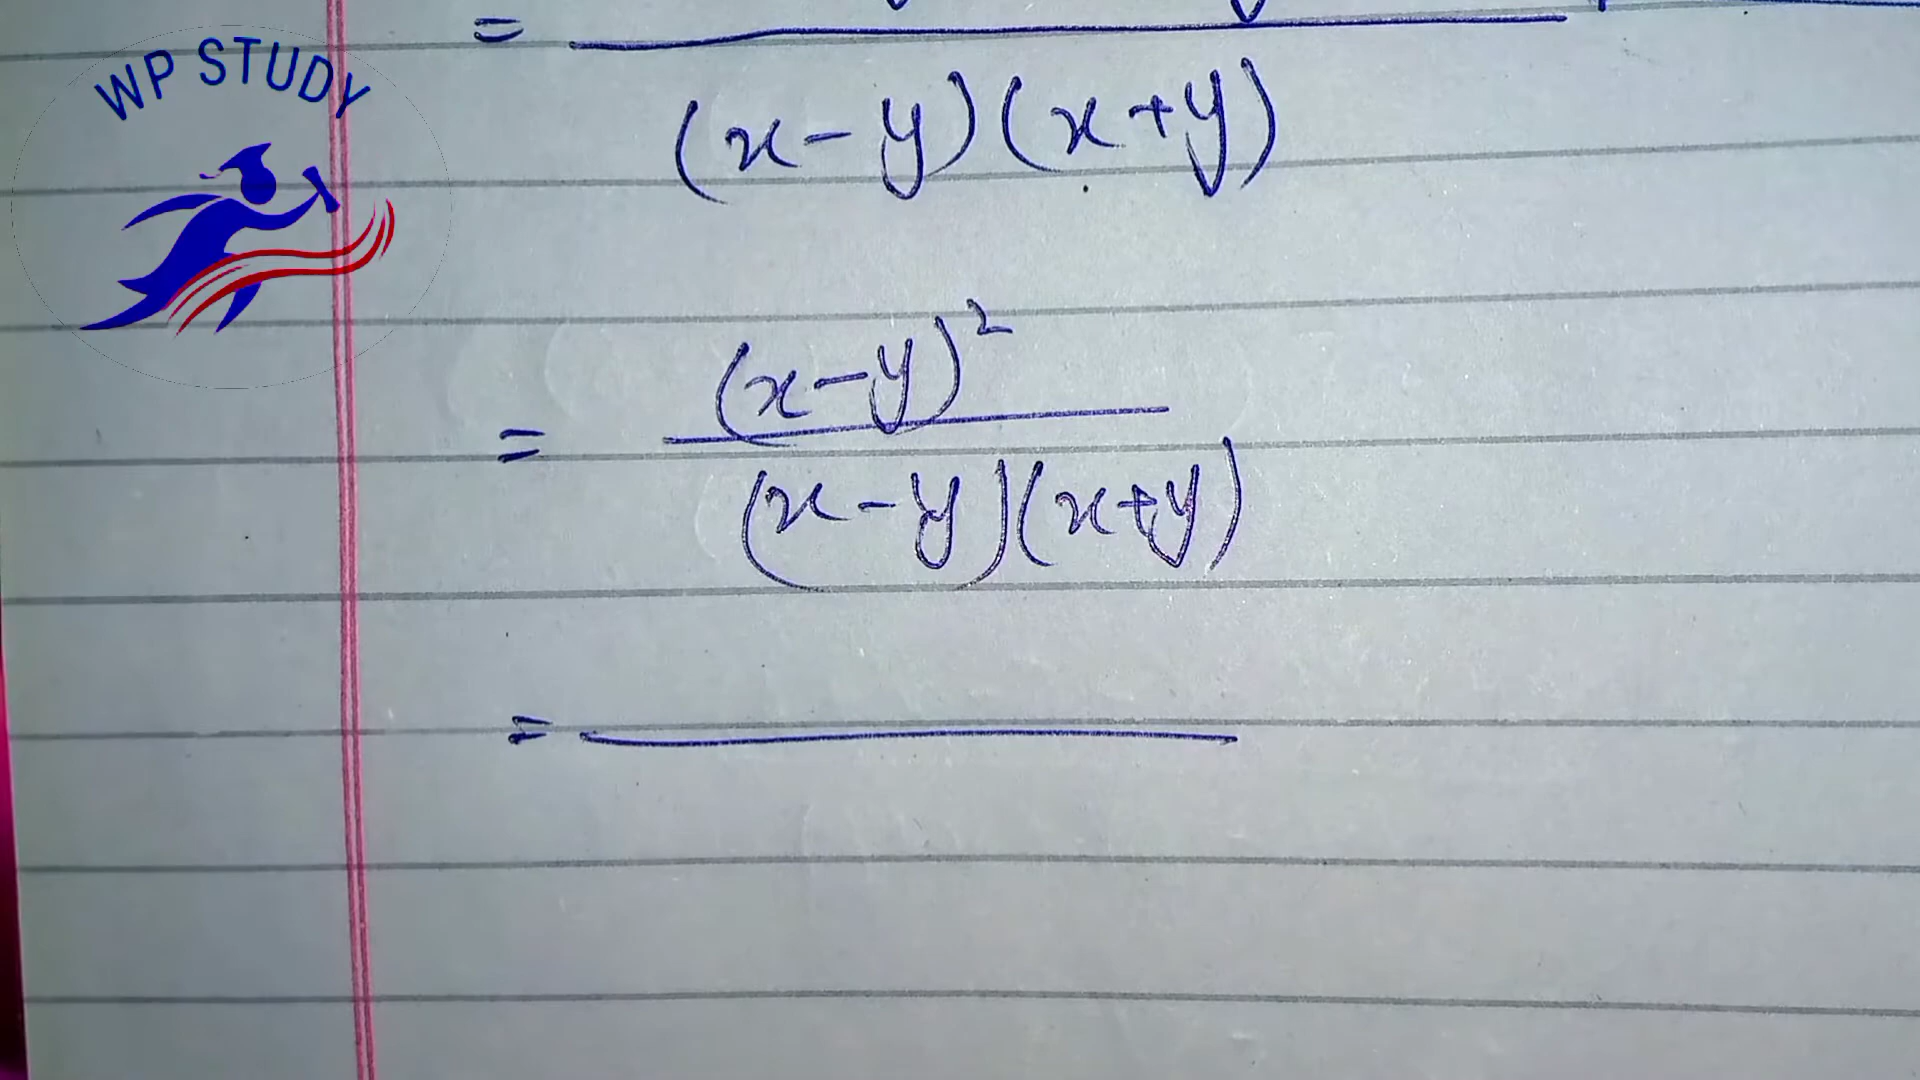 WP STUDY
=
(x-y)(x+y)
(x-y)²
=
(x-y)(x+y)
=